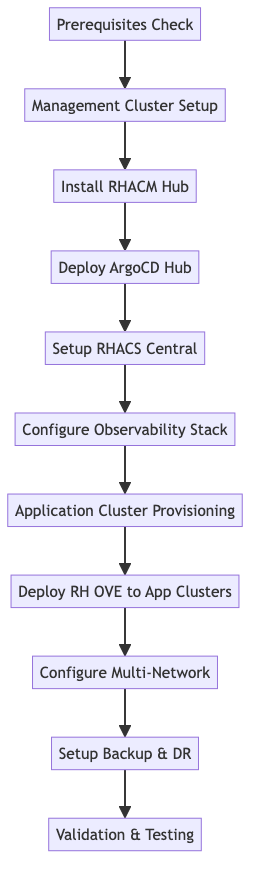 Prerequisites Check
Management Cluster Setup
Install RHACM Hub
Deploy ArgoCD Hub
Setup RHACS Central
Configure Observability Stack
Application Cluster Provisioning
Deploy RH OVE to App Clusters
Configure Multi-Network
Setup Backup & DR
Validation & Testing